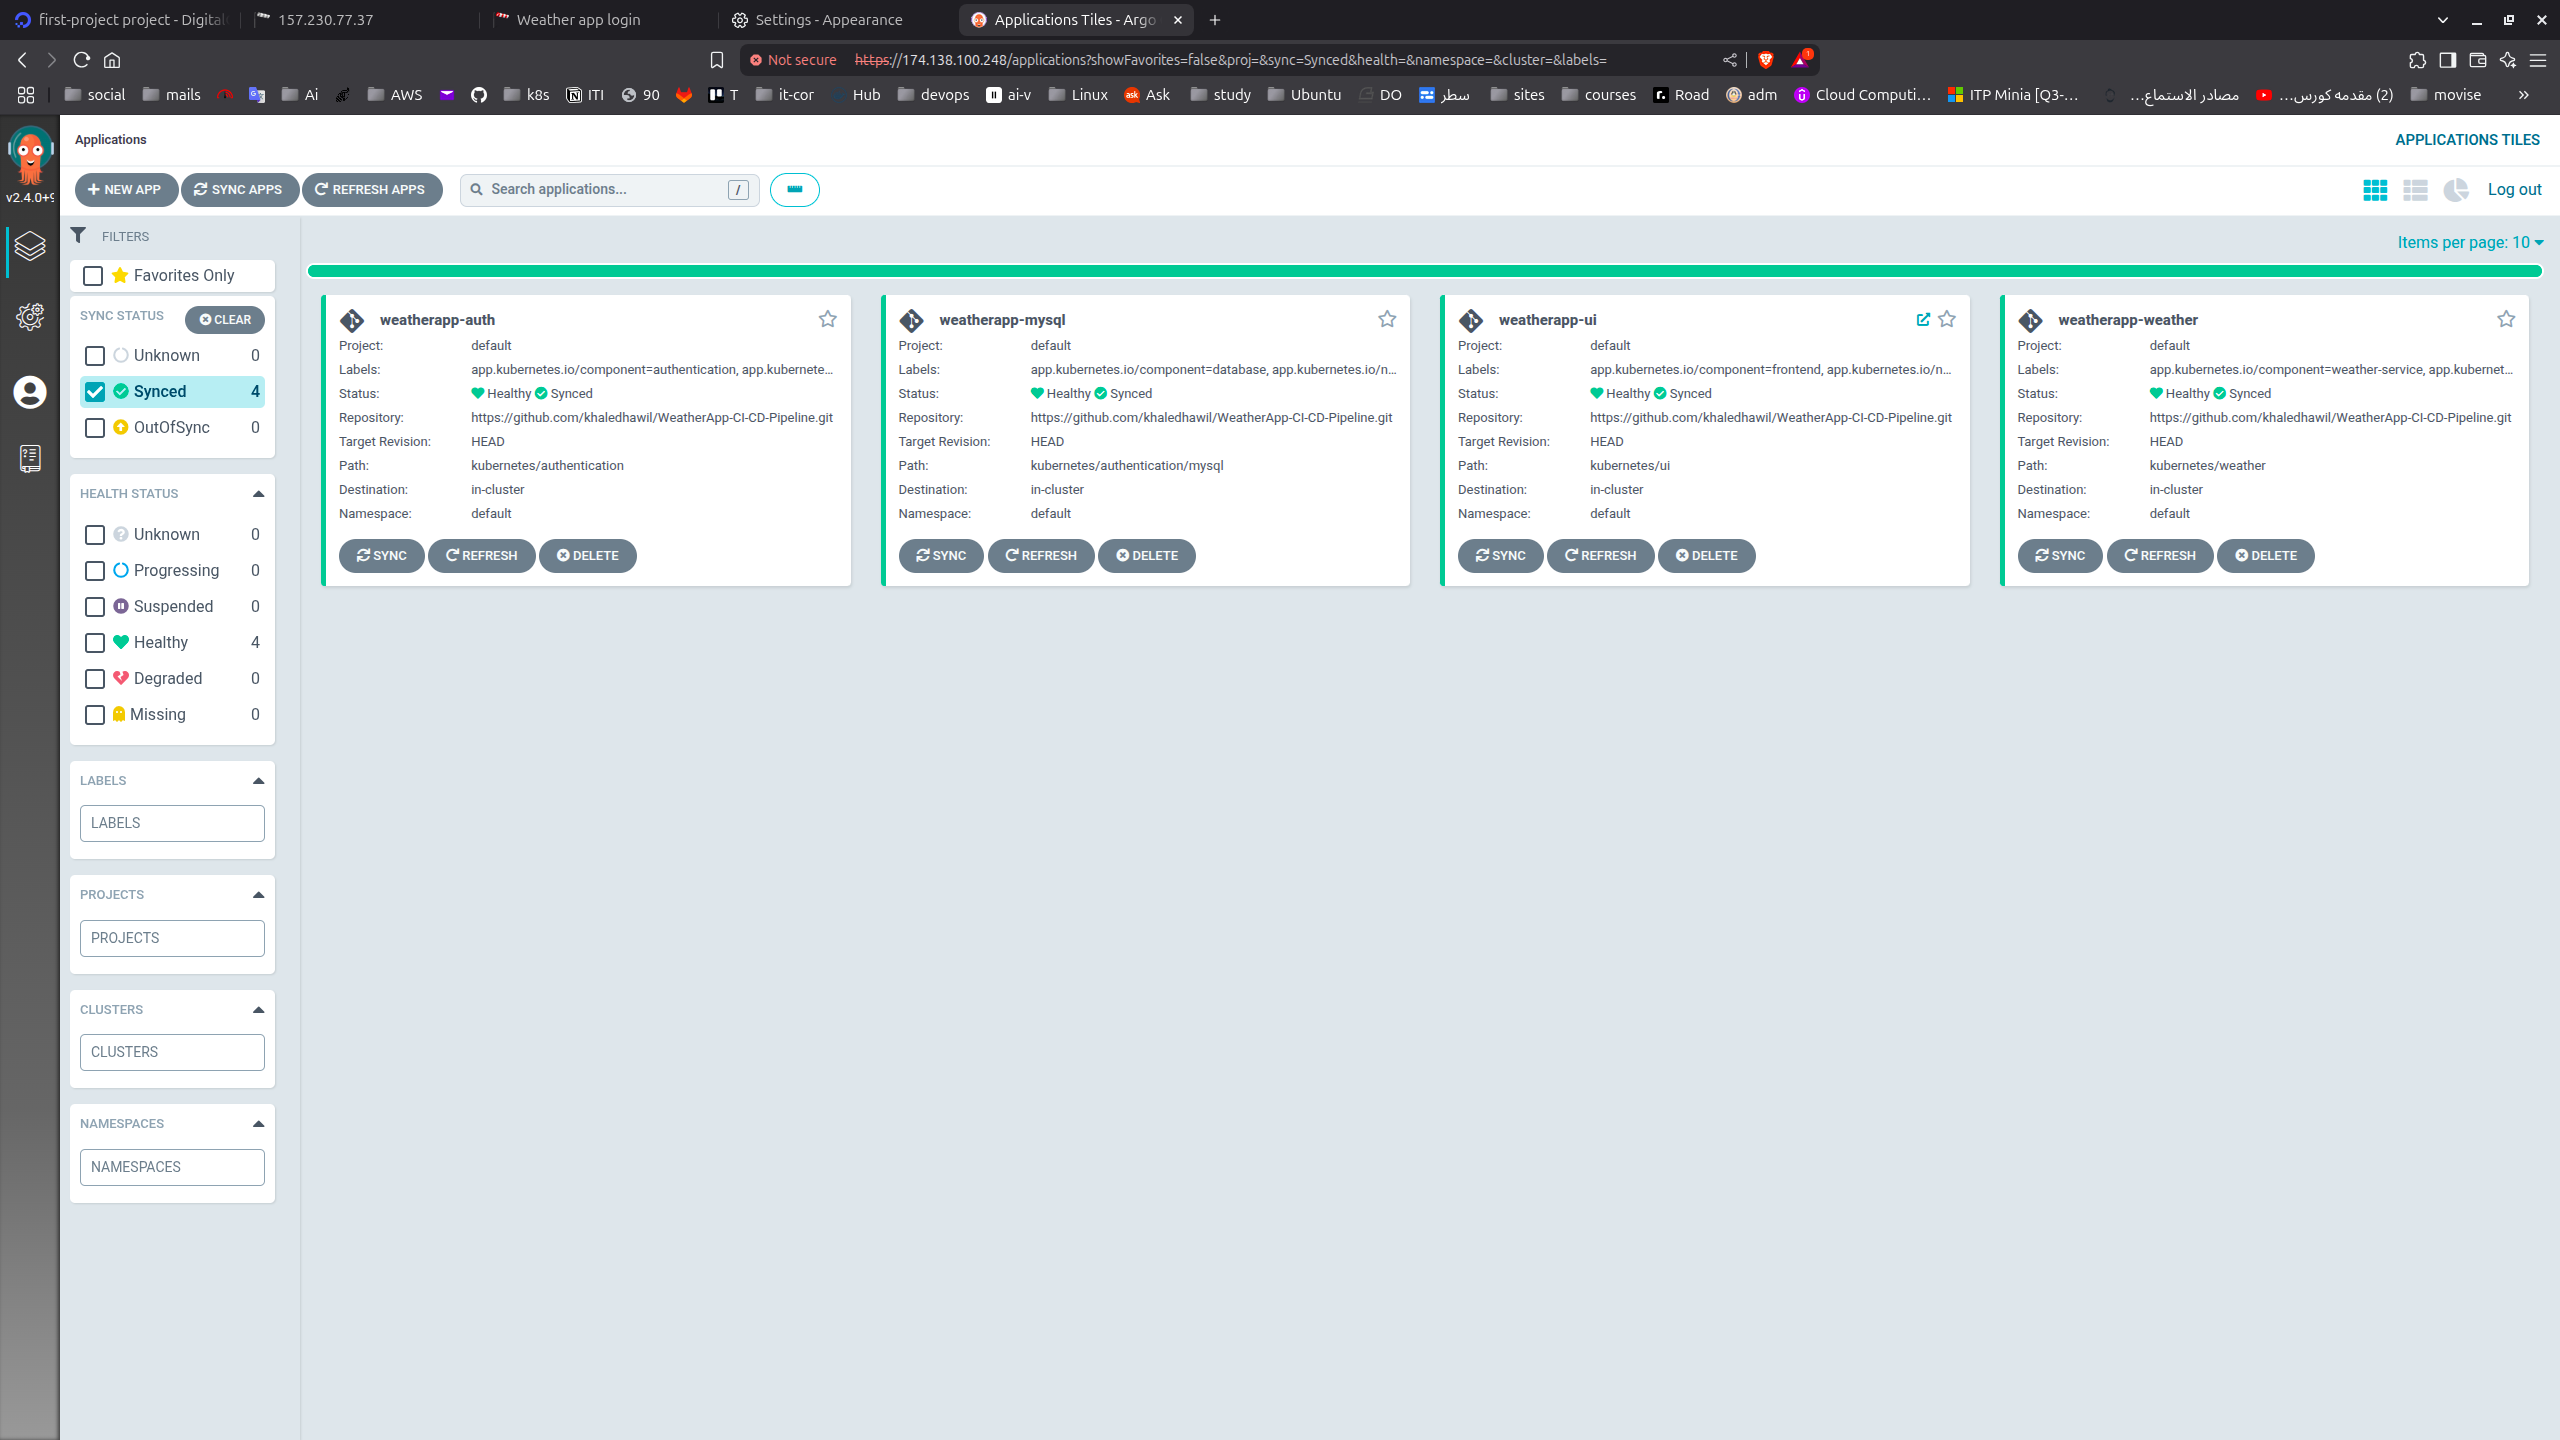 first-project project - Digital
157.230.77.37
Weather app login
Settings - Appearance
Applications Tiles - Argo
Not secure
https://174.138.100.248/applications?showFavorites=false&proj=&sync=Synced&health=&namespace=&cluster=&labels=
1
social
mails
Ai
AWS
k8s
ITI
90
T
it-cor
Hub
devops
ai-v
Linux
Ask
study
Ubuntu
DO
سطر
sites
courses
Road
adm
Cloud Computi...
ITP Minia [Q3-...
مصادر الاستماع...
(2) مقدمه كورس...
movise
v2.4.0+9
Applications
APPLICATIONS TILES
NEW APP
SYNC APPS
REFRESH APPS
Search applications...
/
Log out
FILTERS
Favorites Only
SYNC STATUS
CLEAR
Unknown 0
Synced 4
OutOfSync 0
HEALTH STATUS
Unknown 0
Progressing 0
Suspended 0
Healthy 4
Degraded 0
Missing 0
LABELS
LABELS
PROJECTS
PROJECTS
CLUSTERS
CLUSTERS
NAMESPACES
NAMESPACES
Items per page: 10
weatherapp-auth
Project: default
Labels: app.kubernetes.io/component=authentication, app.kubernete...
Status: Healthy Synced
Repository: https://github.com/khaledhawil/WeatherApp-CI-CD-Pipeline.git
Target Revision: HEAD
Path: kubernetes/authentication
Destination: in-cluster
Namespace: default
SYNC REFRESH DELETE
weatherapp-mysql
Project: default
Labels: app.kubernetes.io/component=database, app.kubernetes.io/n...
Status: Healthy Synced
Repository: https://github.com/khaledhawil/WeatherApp-CI-CD-Pipeline.git
Target Revision: HEAD
Path: kubernetes/authentication/mysql
Destination: in-cluster
Namespace: default
SYNC REFRESH DELETE
weatherapp-ui
Project: default
Labels: app.kubernetes.io/component=frontend, app.kubernetes.io/n...
Status: Healthy Synced
Repository: https://github.com/khaledhawil/WeatherApp-CI-CD-Pipeline.git
Target Revision: HEAD
Path: kubernetes/ui
Destination: in-cluster
Namespace: default
SYNC REFRESH DELETE
weatherapp-weather
Project: default
Labels: app.kubernetes.io/component=weather-service, app.kubernet...
Status: Healthy Synced
Repository: https://github.com/khaledhawil/WeatherApp-CI-CD-Pipeline.git
Target Revision: HEAD
Path: kubernetes/weather
Destination: in-cluster
Namespace: default
SYNC REFRESH DELETE